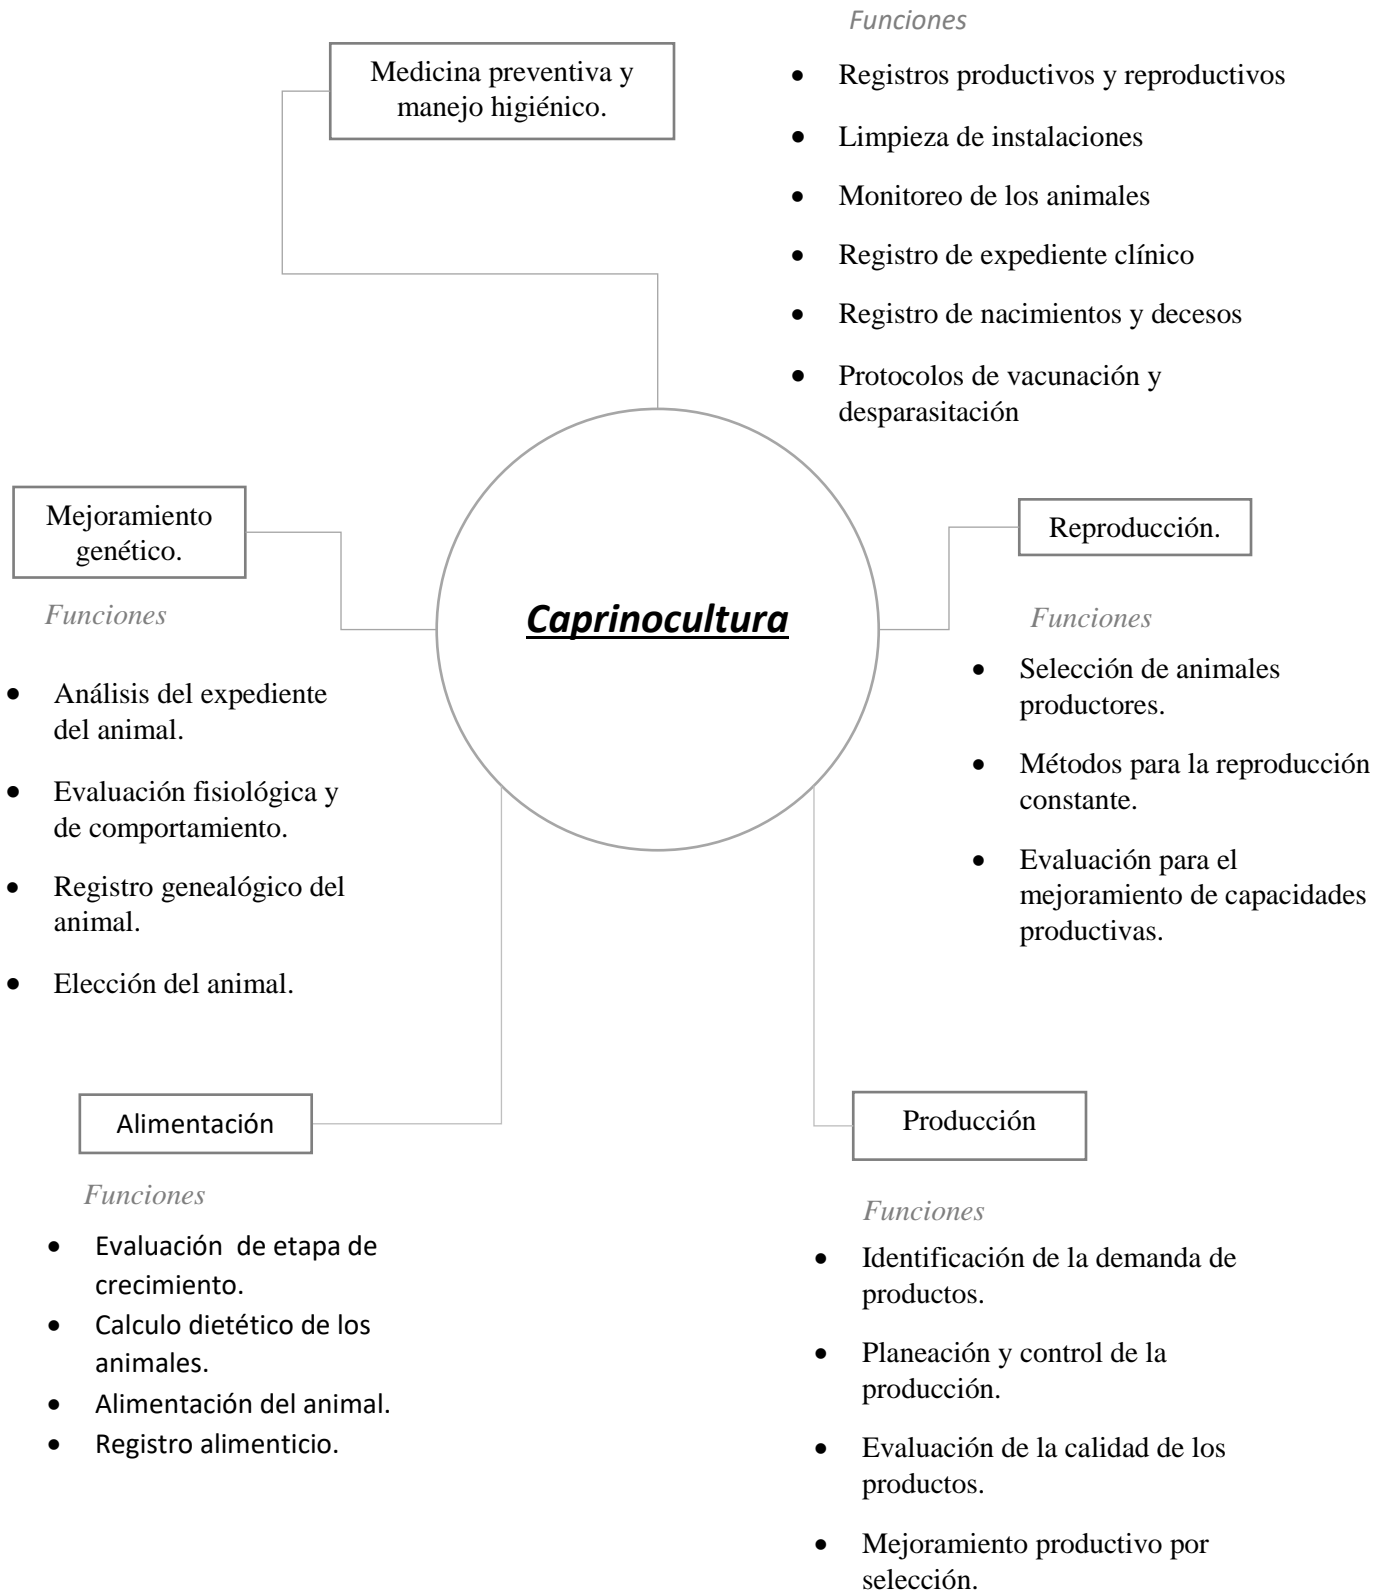 Funciones
Medicina preventiva y
manejo higiénico.
• Registros productivos y reproductivos
• Limpieza de instalaciones
• Monitoreo de los animales
• Registro de expediente clínico
• Registro de nacimientos y decesos
• Protocolos de vacunación y
desparasitación
Mejoramiento
genético.
Funciones
• Análisis del expediente
del animal.
• Evaluación fisiológica y
de comportamiento.
• Registro genealógico del
animal.
• Elección del animal.
Caprinocultura
Reproducción.
Funciones
• Selección de animales
productores.
• Métodos para la reproducción
constante.
• Evaluación para el
mejoramiento de capacidades
productivas.
Alimentación
Funciones
• Evaluación  de etapa de
crecimiento.
• Calculo dietético de los
animales.
• Alimentación del animal.
• Registro alimenticio.
Producción
Funciones
• Identificación de la demanda de
productos.
• Planeación y control de la
producción.
• Evaluación de la calidad de los
productos.
• Mejoramiento productivo por
selección.